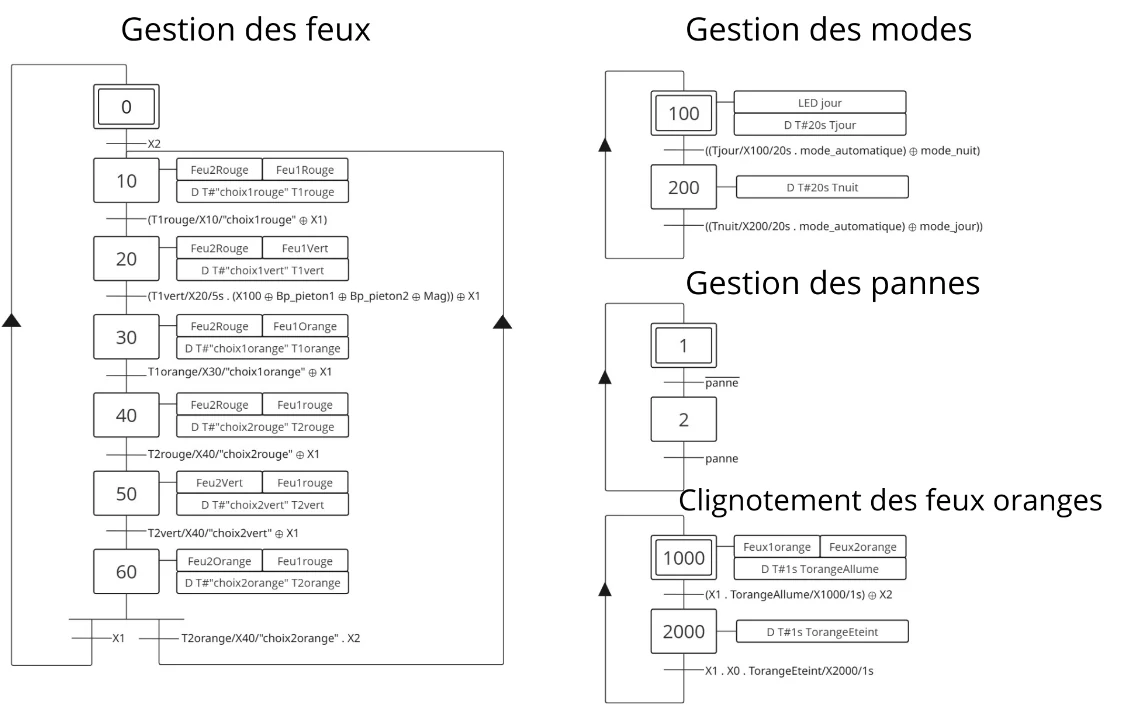 Gestion des feux
0
X2
10
Feu2Rouge Feu1Rouge
D T#"choix1rouge" T1rouge
(T1rouge/X10/"choix1rouge" ⊕ X1)
20
Feu2Rouge Feu1Vert
D T#"choix1vert" T1vert
(T1vert/X20/5s . (X100 ⊕ Bp_pieton1 ⊕ Bp_pieton2 ⊕ Mag)) ⊕ X1
30
Feu2Rouge Feu1Orange
D T#"choix1orange" T1orange
T1orange/X30/"choix1orange" ⊕ X1
40
Feu2Rouge Feu1rouge
D T#"choix2rouge" T2rouge
T2rouge/X40/"choix2rouge" ⊕ X1
50
Feu2Vert Feu1rouge
D T#"choix2vert" T2vert
T2vert/X40/"choix2vert" ⊕ X1
60
Feu2Orange Feu1rouge
D T#"choix2orange" T2orange
X1
T2orange/X40/"choix2orange" . X2
Gestion des modes
100
LED jour
D T#20s Tjour
((Tjour/X100/20s . mode_automatique) ⊕ mode_nuit)
200
D T#20s Tnuit
((Tnuit/X200/20s . mode_automatique) ⊕ mode_jour))
Gestion des pannes
1
p̅a̅n̅n̅e̅
2
panne
Clignotement des feux oranges
1000
Feux1orange Feux2orange
D T#1s TorangeAllume
(X1 . TorangeAllume/X1000/1s) ⊕ X2
2000
D T#1s TorangeEteint
X1 . X0 . TorangeEteint/X2000/1s